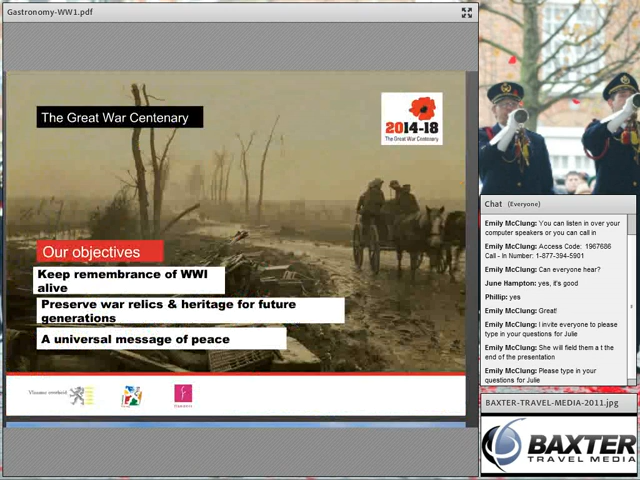 Gastronomy-WW1.pdf
The Great War Centenary
2014-18
The Great War Centenary
Our objectives
Keep remembrance of WWI
alive
Preserve war relics & heritage for future
generations
A universal message of peace
Vlaamse overheid
Flanders
Chat (Everyone)
Emily McClung: You can listen in over your
computer speakers or you can call in
Emily McClung: Access Code: 1967686
Call - In Number: 1-877-394-5901
Emily McClung: Can everyone hear?
June Hampton: yes, it's good
Phillip: yes
Emily McClung: Great!
Emily McClung: I invite everyone to please
type in your questions for Julie
Emily McClung: She will field them a t the
end of the presentation
Emily McClung: Please type in your
questions for Julie
BAXTER-TRAVEL-MEDIA-2011.jpg
BAXTER
TRAVEL MEDIA